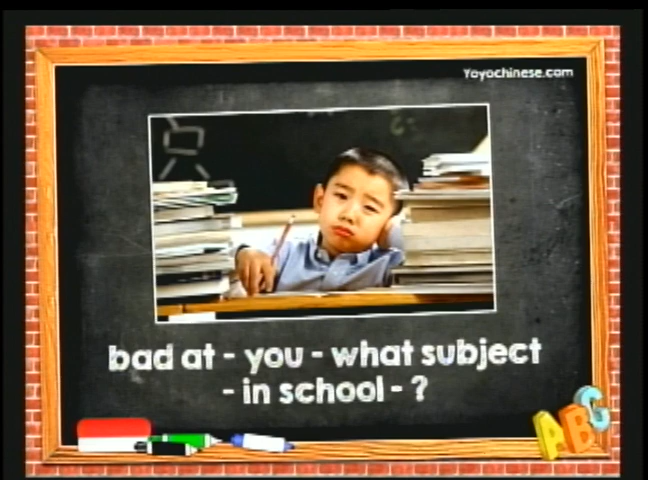 Yoyochinese.com
bad at - you - what subject
- in school - ?
ABC